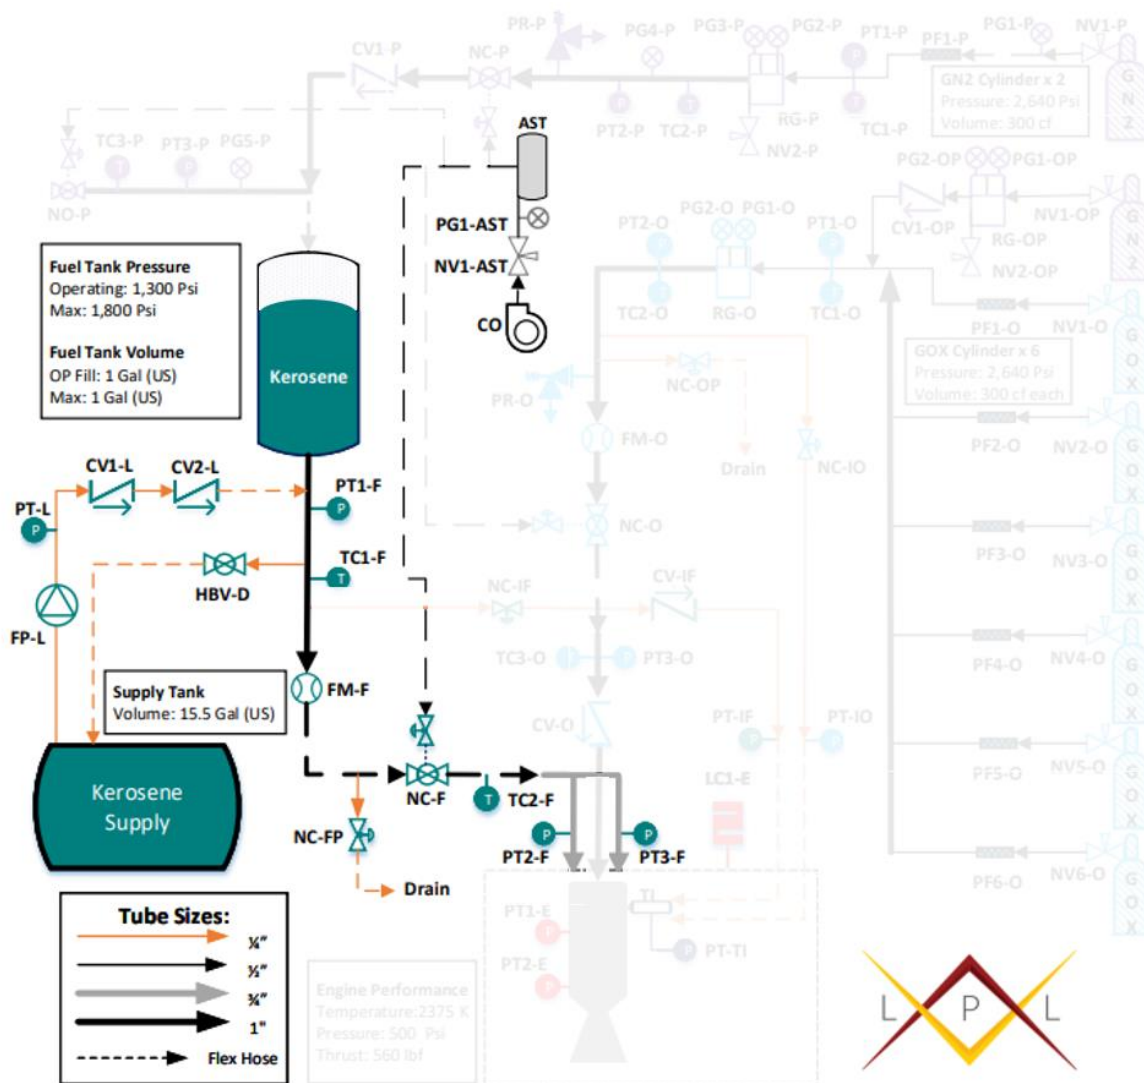 PR-P
PG4-P
PG3-P
PG2-P
PT1-P
PF1-P
PG1-P
NV1-P
CV1-P
NC-P
GN2 Cylinder x 2
Pressure: 2,640 Psi
Volume: 300 cf
G
N
2
P
T
P
T
PT2-P
TC2-P
RG-P
NV2-P
TC1-P
TC3-P
PT3-P
PG5-P
T
P
NO-P
AST
PG1-AST
NV1-AST
CO
PG2-OP
PG1-OP
CV1-OP
RG-OP
NV1-OP
NV2-OP
G
N
2
PT2-O
PG2-O
PG1-O
PT1-O
P
T
P
T
TC2-O
RG-O
TC1-O
PF1-O
NV1-O
G
O
X
GOX Cylinder x 6
Pressure: 2,640 Psi
Volume: 300 cf each
Fuel Tank Pressure
Operating: 1,300 Psi
Max: 1,800 Psi
Fuel Tank Volume
OP Fill: 1 Gal (US)
Max: 1 Gal (US)
Kerosene
PR-O
NC-OP
FM-O
Drain
NC-IO
PF2-O
NV2-O
G
O
X
CV1-L
CV2-L
PT1-F
P
PT-L
P
TC1-F
T
HBV-D
FP-L
NC-O
PF3-O
NV3-O
G
O
X
NC-IF
CV-IF
TC3-O
PT3-O
P
PF4-O
NV4-O
G
O
X
Supply Tank
Volume: 15.5 Gal (US)
FM-F
CV-O
PT-IF
PT-IO
P
P
PF5-O
NV5-O
G
O
X
Kerosene
Supply
NC-F
T
TC2-F
LC1-E
NC-FP
Drain
P
P
PT2-F
PT3-F
PF6-O
NV6-O
G
O
X
Tube Sizes:
¼"
½"
¾"
1"
Flex Hose
PT1-E
P
PT2-E
P
TI
P
PT-TI
Engine Performance
Temperature:2375 K
Pressure: 500 Psi
Thrust: 560 lbf
L P L